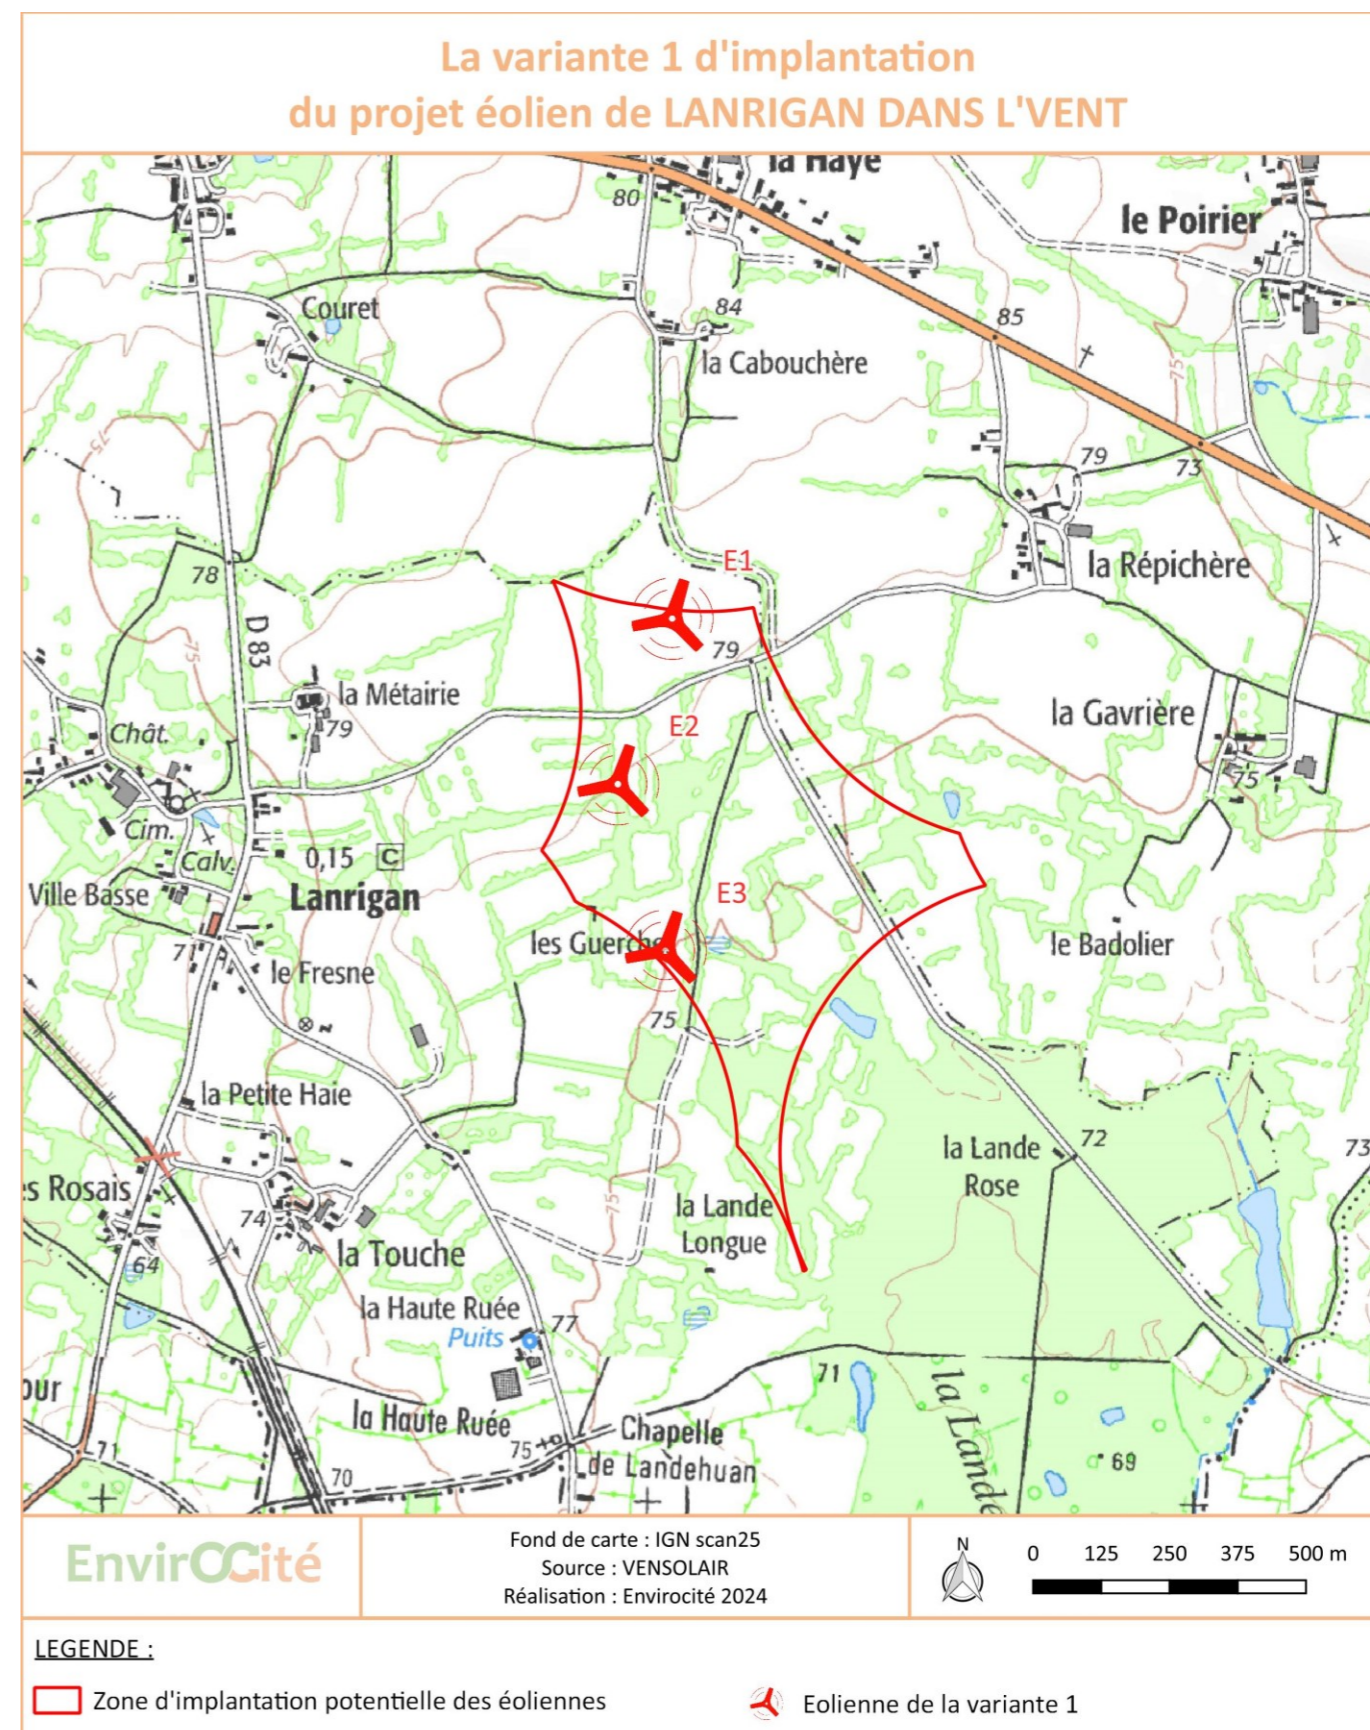 La variante 1 d'implantation
du projet éolien de LANRIGAN DANS L'VENT
la Haye
80
le Poirier
Couret
84
85
la Cabouchère
75
75
79
73
78
E1
la Répichère
D 83
79
75
la Métairie
79
E2
la Gavrière
Chât.
75
Cim.
Calv.
0,15 C
E3
Ville Basse
Lanrigan
les Guerche
le Badolier
le Fresne
75
la Petite Haie
72
la Lande
Rose
73
la Lande
Longue
75
74
la Touche
64
la Haute Ruée
Puits
77
71
la Haute Ruée
la Lande
75
Chapelle
de Landehuan
71
70
69
EnvirOCité
Fond de carte : IGN scan25
Source : VENSOLAIR
Réalisation : Envirocité 2024
N
0 125 250 375 500 m
LEGENDE :
Zone d'implantation potentielle des éoliennes
Eolienne de la variante 1